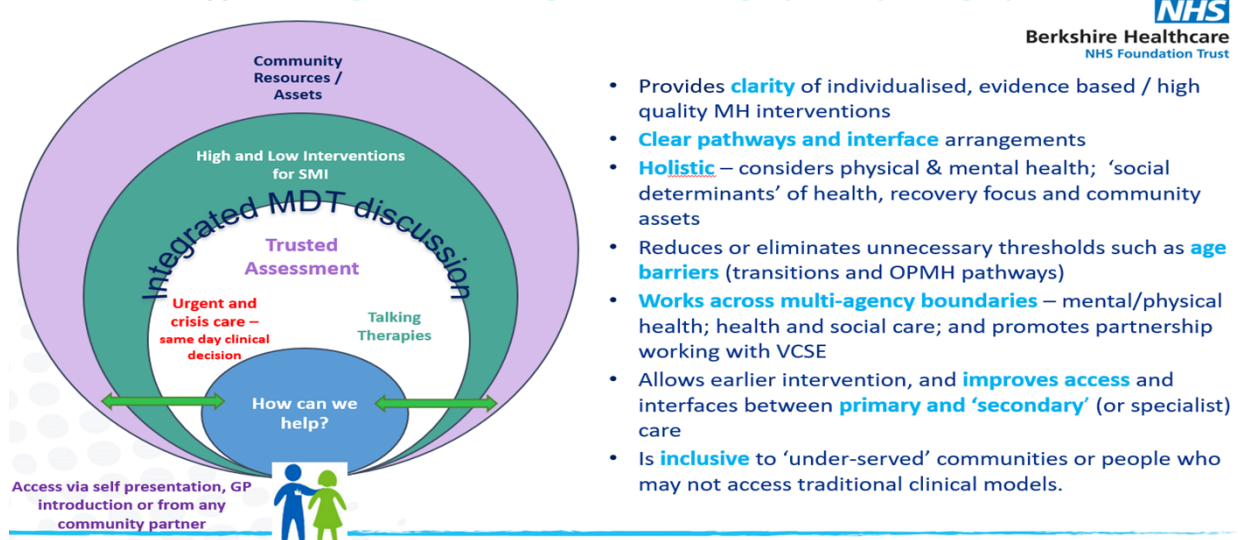 NHS
Berkshire Healthcare
NHS Foundation Trust
Community
Resources /
Assets
High and Low Interventions
for SMI
Integrated MDT discussion
Trusted
Assessment
Urgent and
crisis care –
same day clinical
decision
Talking
Therapies
How can we
help?
Access via self presentation, GP
introduction or from any
community partner
• Provides clarity of individualised, evidence based / high
quality MH interventions
• Clear pathways and interface arrangements
• Holistic – considers physical & mental health; ‘social
determinants’ of health, recovery focus and community
assets
• Reduces or eliminates unnecessary thresholds such as age
barriers (transitions and OPMH pathways)
• Works across multi-agency boundaries – mental/physical
health; health and social care; and promotes partnership
working with VCSE
• Allows earlier intervention, and improves access and
interfaces between primary and ‘secondary’ (or specialist)
care
• Is inclusive to ‘under-served’ communities or people who
may not access traditional clinical models.